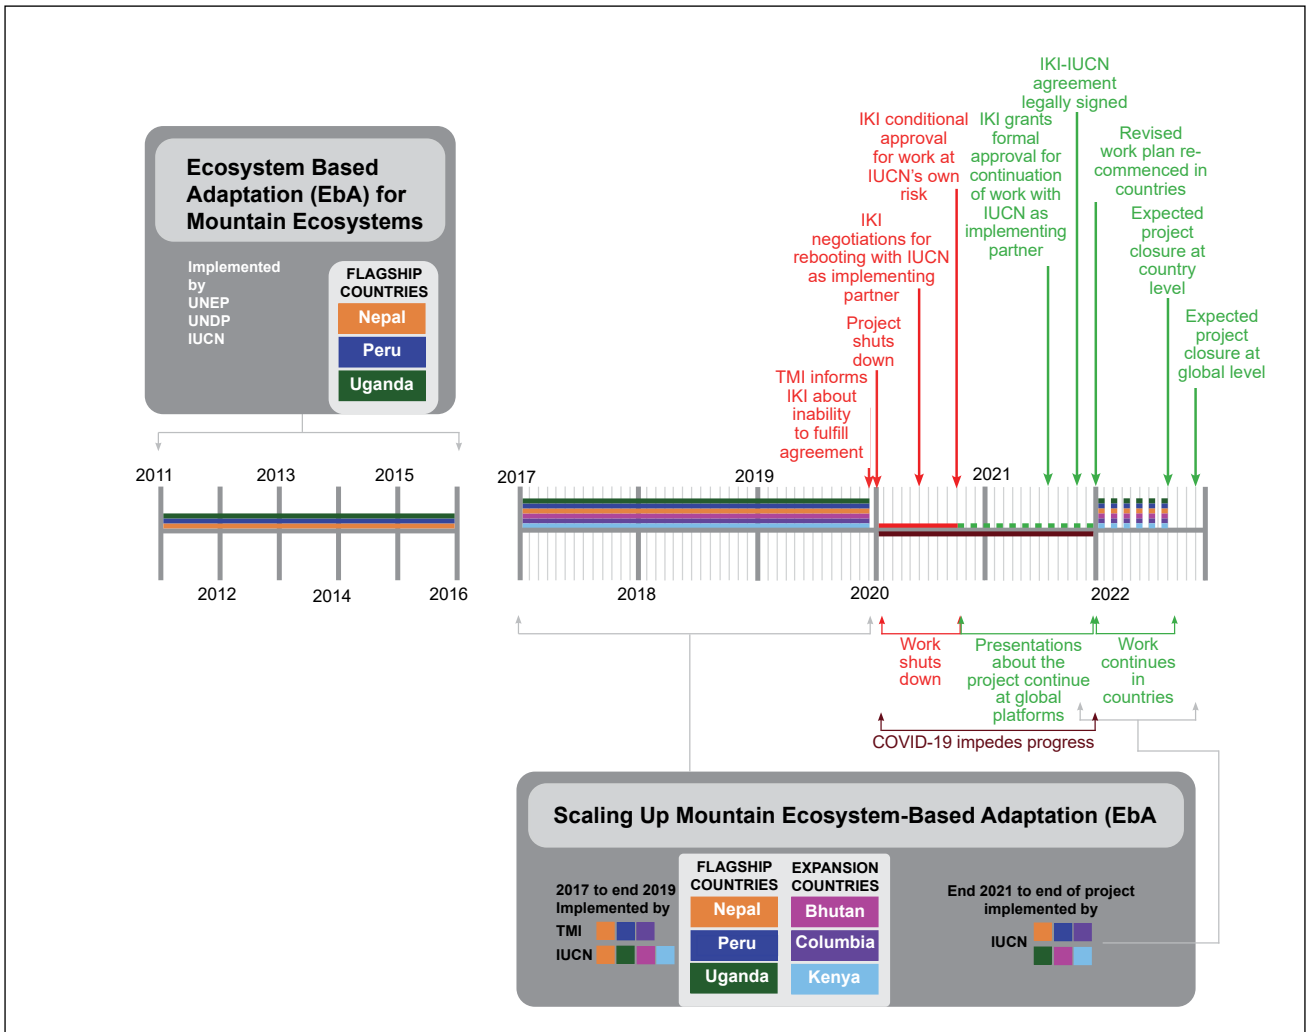 IKI-IUCN
agreement
legally signed
IKI conditional
approval
for work at
IUCN's own
risk
IKI grants
formal
approval for
continuation
of work with
IUCN as
implementing
partner
Revised
work plan re-
commenced in
countries
Ecosystem Based
Adaptation (EbA) for
Mountain Ecosystems
Implemented
by
UNEP
UNDP
IUCN
FLAGSHIP
COUNTRIES
Nepal
Peru
Uganda
IKI
negotiations for
rebooting with IUCN
as implementing
partner
Expected
project
closure at
country
level
Project
shuts
down
Expected
project
closure at
global level
TMI informs
IKI about
inability
to fulfill
agreement
2011
2013
2015
2017
2019
2021
2012
2014
2016
2018
2020
2022
Work
shuts
down
Presentations
about the
project continue
at global
platforms
Work
continues
in
countries
COVID-19 impedes progress
Scaling Up Mountain Ecosystem-Based Adaptation (EbA
2017 to end 2019
Implemented by
TMI
IUCN
FLAGSHIP
COUNTRIES
Nepal
Peru
Uganda
EXPANSION
COUNTRIES
Bhutan
Columbia
Kenya
End 2021 to end of project
implemented by
IUCN